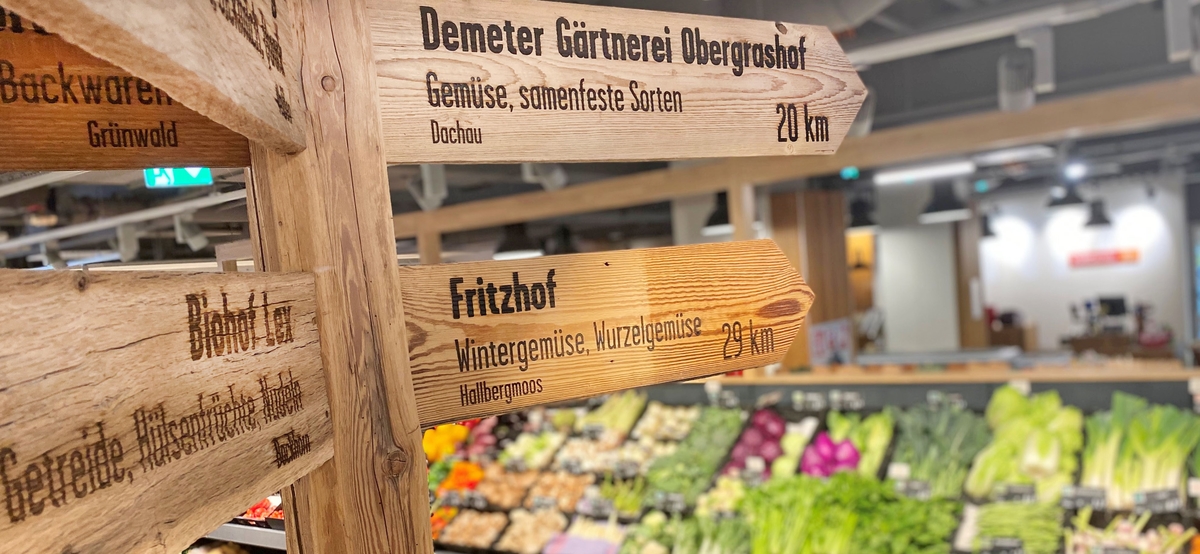 Backwaren
Grünwald
Demeter Gärtnerei Obergrashof
Gemüse, samenfeste Sorten
Dachau
20 km
Fritzhof
Wintergemüse, Wurzelgemüse
29 km
Hallbergmoos
Biohof Lex
Getreide, Hülsenfrüchte, Nudeln